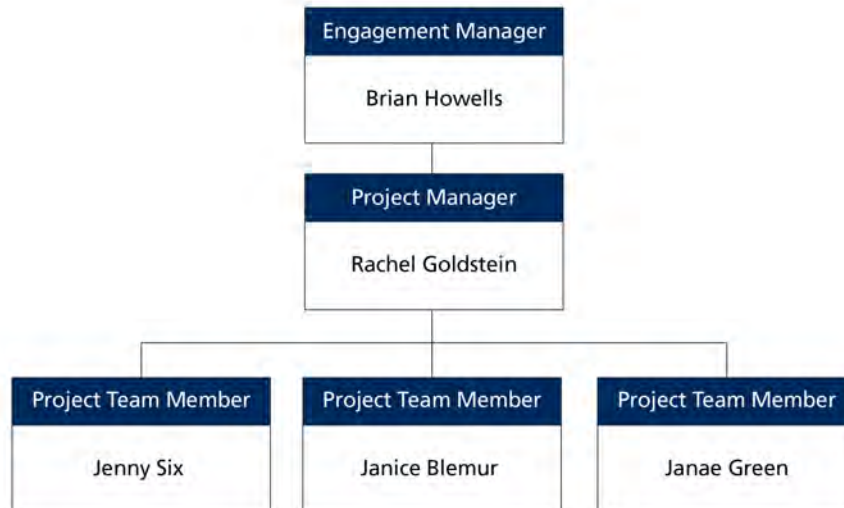 Engagement Manager
Brian Howells
Project Manager
Rachel Goldstein
Project Team Member
Jenny Six
Project Team Member
Janice Blemur
Project Team Member
Janae Green